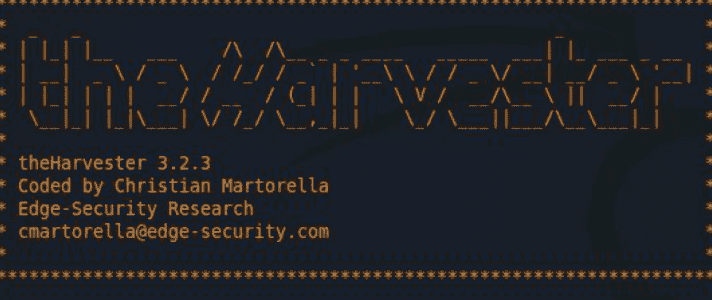 theHarvester
theHarvester 3.2.3
Coded by Christian Martorella
Edge-Security Research
cmartorella@edge-security.com